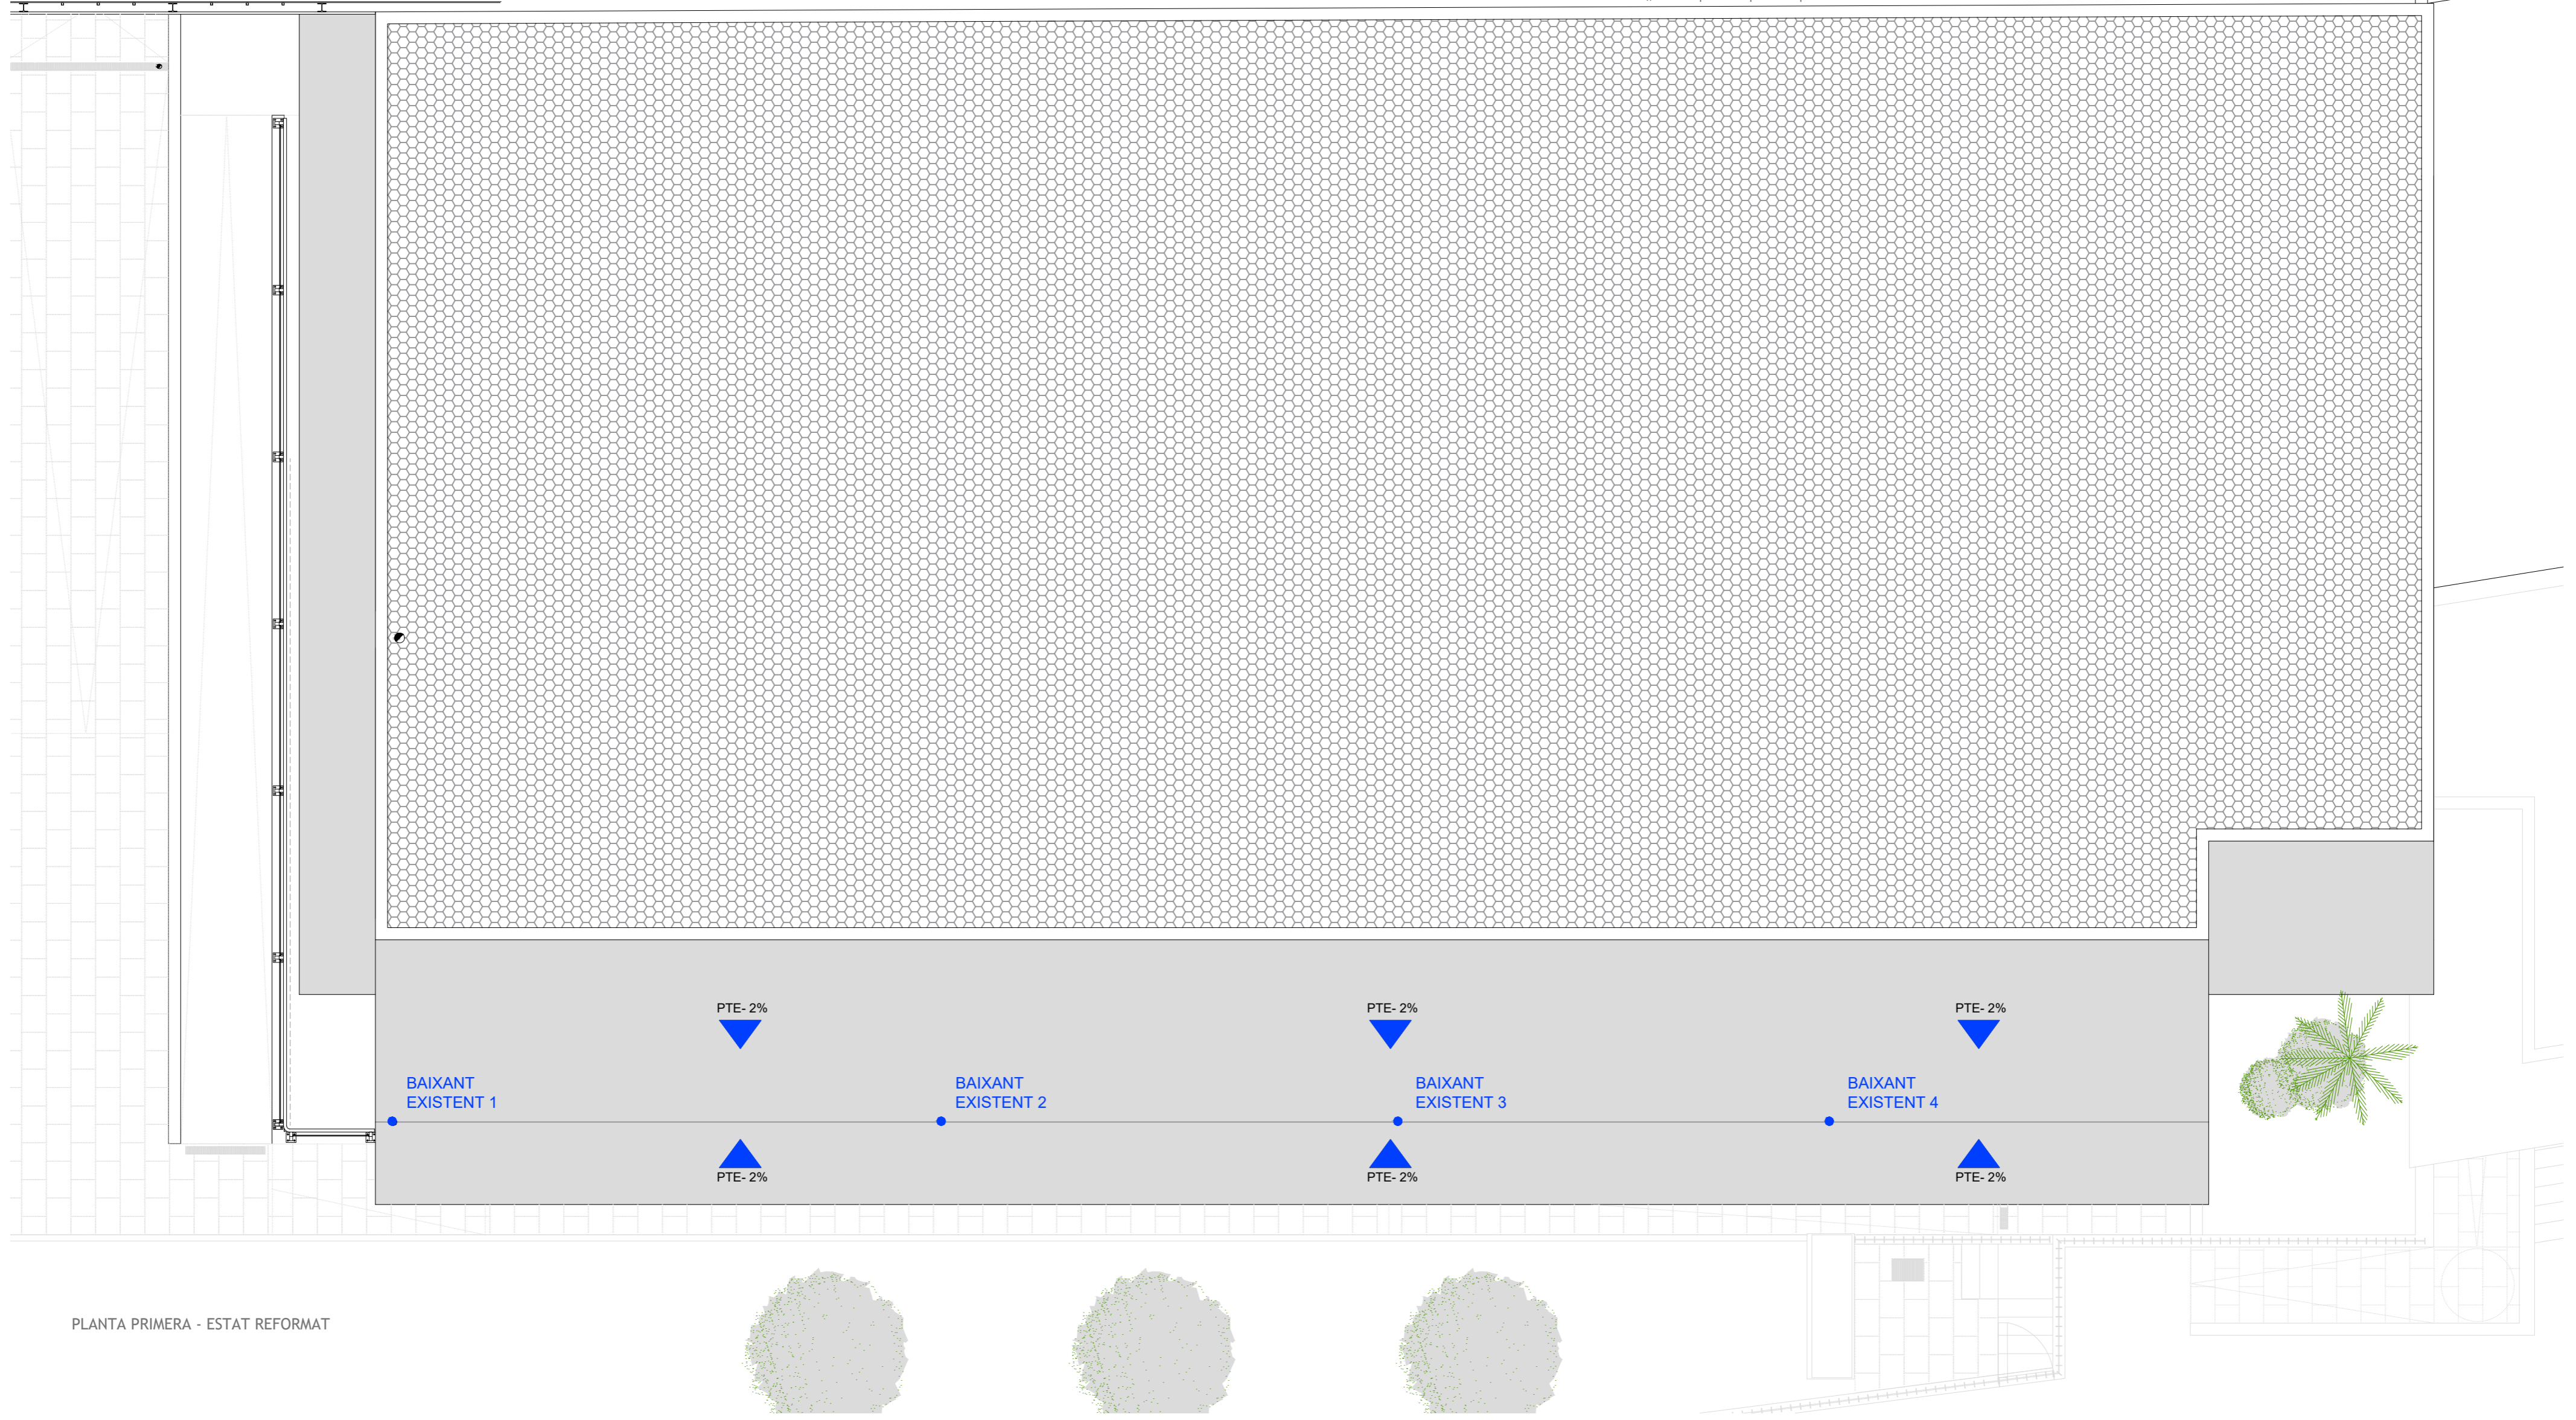 PTE- 2%
PTE- 2%
PTE- 2%
BAIXANT
EXISTENT 1
BAIXANT
EXISTENT 2
BAIXANT
EXISTENT 3
BAIXANT
EXISTENT 4
PTE- 2%
PTE- 2%
PTE- 2%
PLANTA PRIMERA - ESTAT REFORMAT